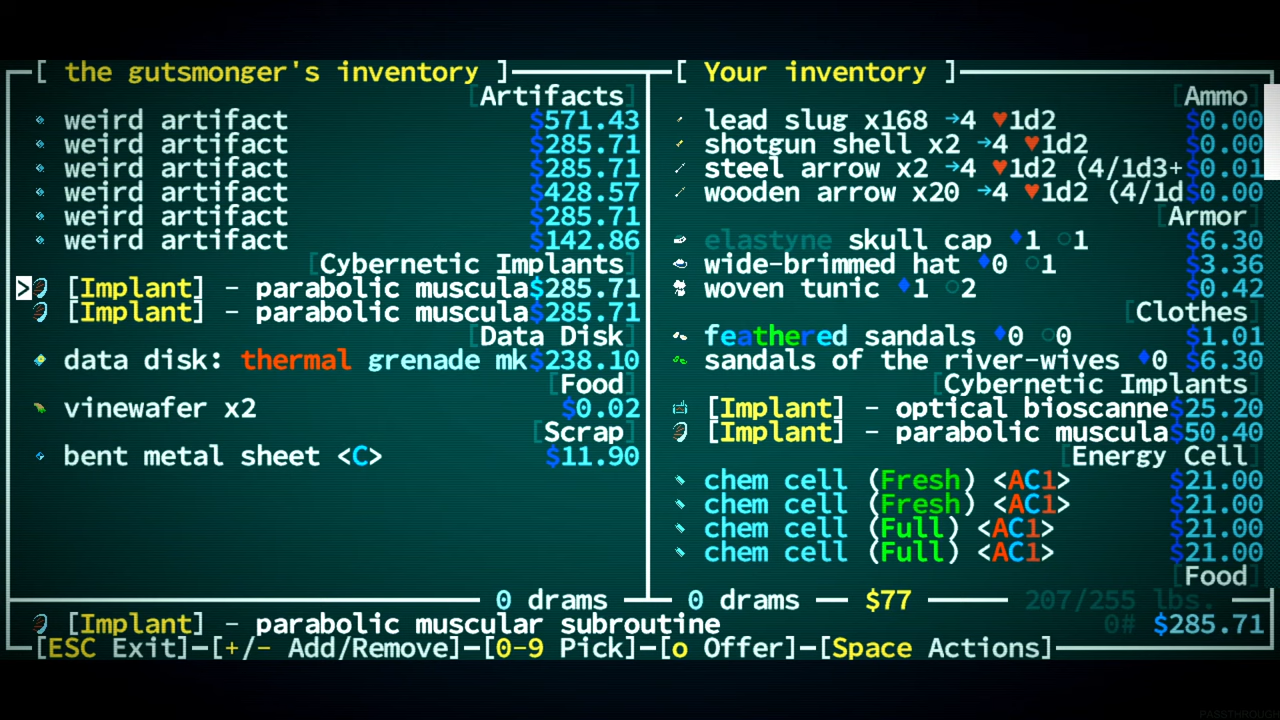 [ the gutsmonger's inventory ]
[Artifacts]
weird artifact $571.43
weird artifact $285.71
weird artifact $285.71
weird artifact $428.57
weird artifact $285.71
weird artifact $142.86
[Cybernetic Implants]
>[Implant] - parabolic muscula$285.71
[Implant] - parabolic muscula$285.71
[Data Disk]
data disk: thermal grenade mk$238.10
[Food]
vinewafer x2 $0.02
[Scrap]
bent metal sheet <C> $11.90
0 drams
[ Your inventory ]
[Ammo]
lead slug x168 →4 ♥1d2 $0.00
shotgun shell x2 →4 ♥1d2 $0.00
steel arrow x2 →4 ♥1d2 (4/1d3+$0.01
wooden arrow x20 →4 ♥1d2 (4/1d$0.00
[Armor]
elastyne skull cap ♦1 ○1 $6.30
wide-brimmed hat ♦0 ○1 $3.36
woven tunic ♦1 ○2 $0.42
[Clothes]
feathered sandals ♦0 ○0 $1.01
sandals of the river-wives ♦0 $6.30
[Cybernetic Implants]
[Implant] - optical bioscanne$25.20
[Implant] - parabolic muscula$50.40
[Energy Cell]
chem cell (Fresh) <AC1> $21.00
chem cell (Fresh) <AC1> $21.00
chem cell (Full) <AC1> $21.00
chem cell (Full) <AC1> $21.00
[Food]
0 drams — $77 — 207/255 lbs.
[Implant] - parabolic muscular subroutine 0# $285.71
[ESC Exit]-[+/- Add/Remove]-[0-9 Pick]-[o Offer]-[Space Actions]